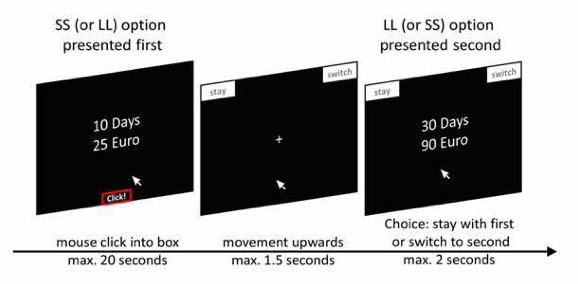 SS (or LL) option
presented first
LL (or SS) option
presented second
10 Days
25 Euro
Click!
stay
switch
+
stay
switch
30 Days
90 Euro
mouse click into box
max. 20 seconds
movement upwards
max. 1.5 seconds
Choice: stay with first
or switch to second
max. 2 seconds